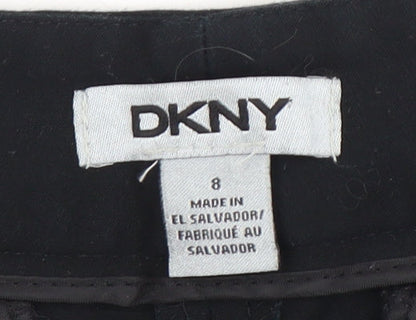 DKNY
8
MADE IN
EL SALVADOR/
FABRIQUÉ AU
SALVADOR